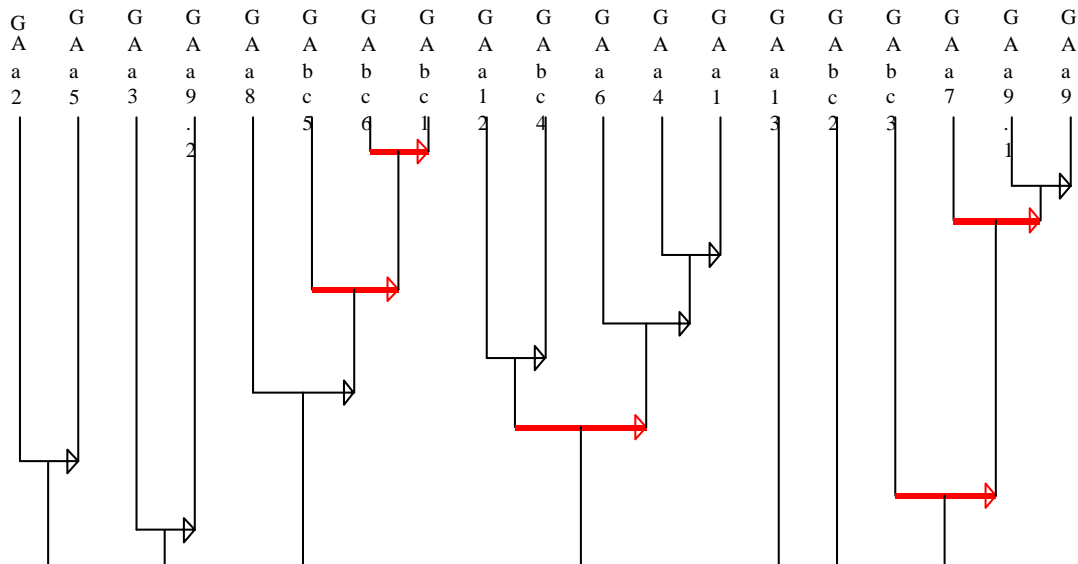 GAa2
GAa5
GAa3
GAa9.2
GAa8
GAbc5
GAbc6
GAbc1
GAa12
GAbc4
GAa6
GAa4
GAa1
GAa13
GAbc2
GAbc3
GAa7
GAa9.1
GAa9